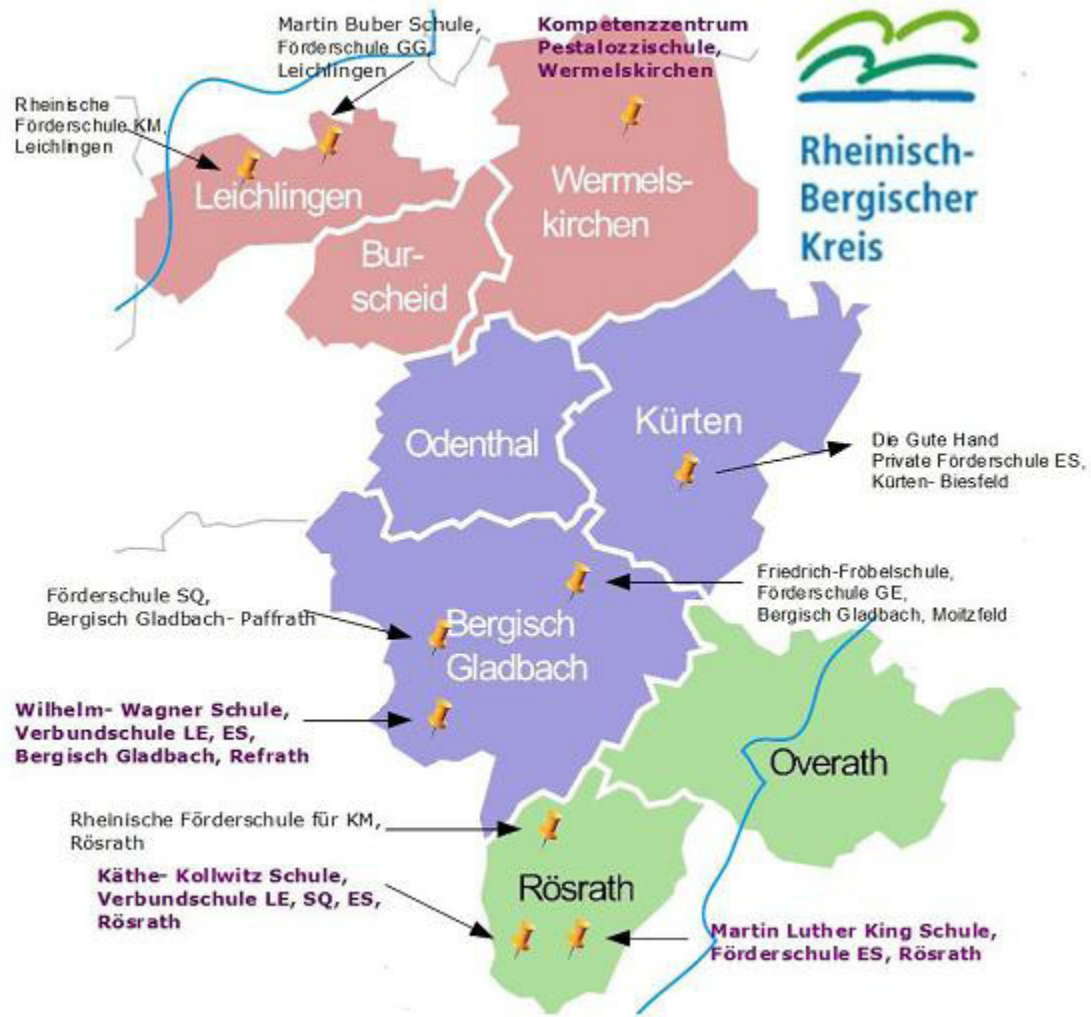 Martin Buber Schule,
Förderschule GG,
Leichlingen
Kompetenzzentrum
Pestalozzischule,
Wermelskirchen
Rheinisch-
Bergischer
Kreis
Rheinische
Förderschule KM,
Leichlingen
Leichlingen
Wermels-
kirchen
Bur-
scheid
Odenthal
Kürten
Die Gute Hand
Private Förderschule ES,
Kürten- Biesfeld
Friedrich-Fröbelschule,
Förderschule GE,
Bergisch Gladbach, Moitzfeld
Förderschule SQ,
Bergisch Gladbach- Paffrath
Bergisch
Gladbach
Wilhelm- Wagner Schule,
Verbundschule LE, ES,
Bergisch Gladbach, Refrath
Overath
Rheinische Förderschule für KM,
Rösrath
Käthe- Kollwitz Schule,
Verbundschule LE, SQ, ES,
Rösrath
Rösrath
Martin Luther King Schule,
Förderschule ES, Rösrath